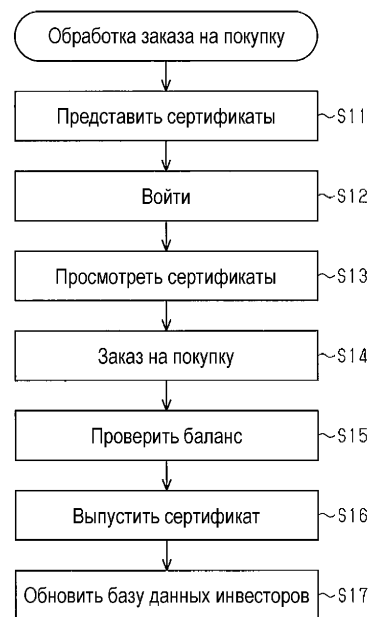 Обработка заказа на покупку
Представить сертификаты
S11
Войти
S12
Просмотреть сертификаты
S13
Заказ на покупку
S14
Проверить баланс
S15
Выпустить сертификат
S16
Обновить базу данных инвесторов
S17